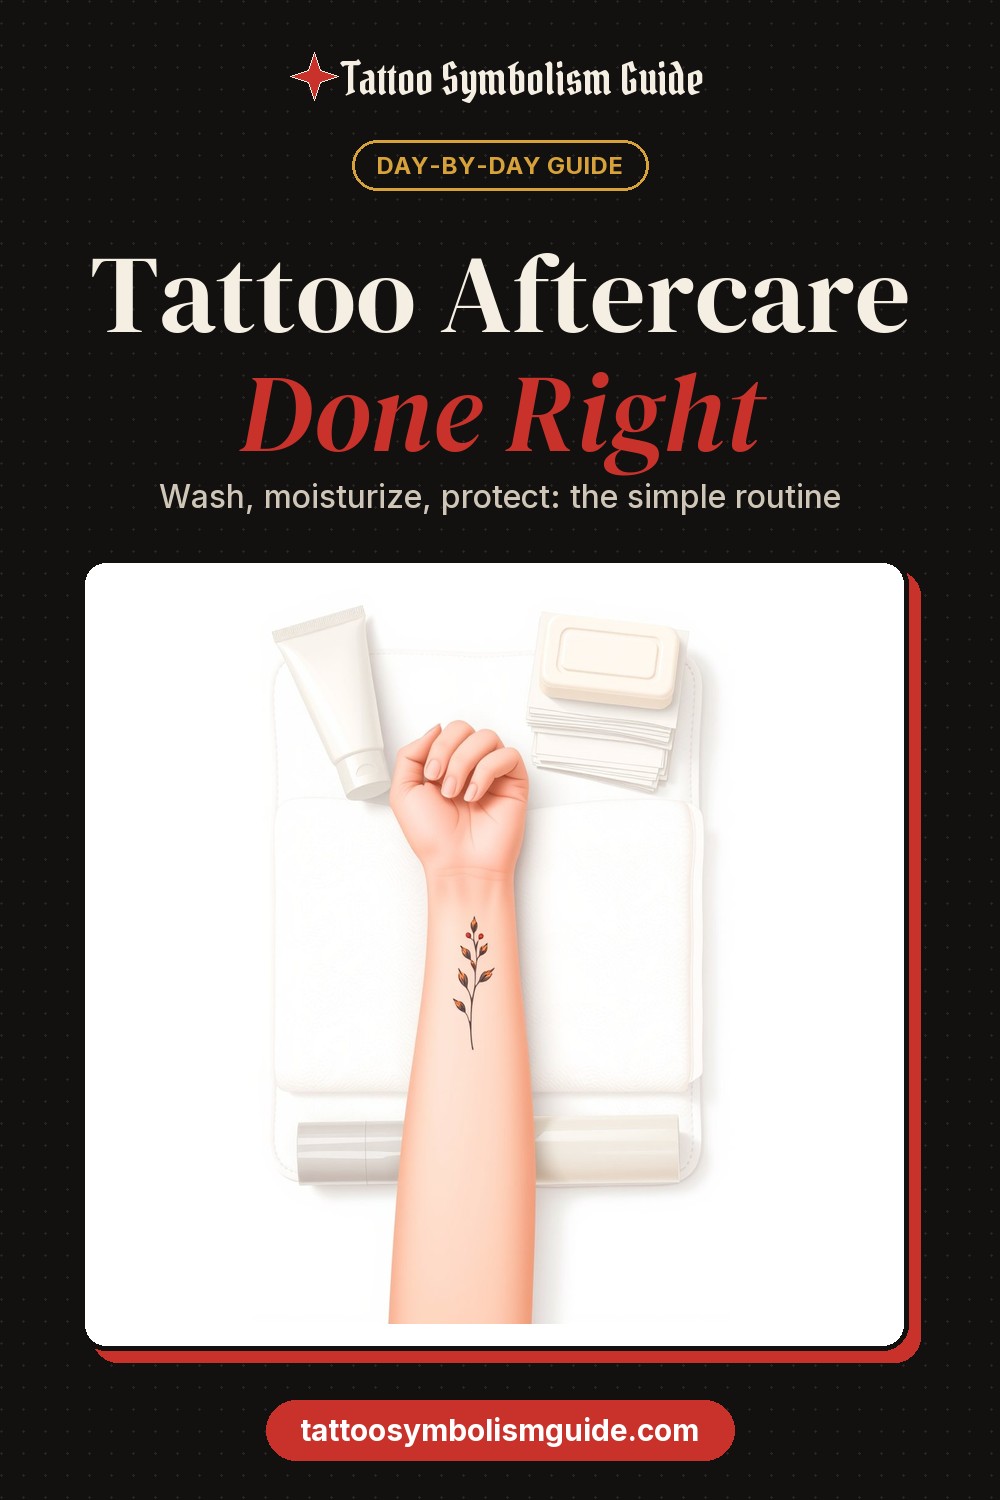 Tattoo Symbolism Guide
DAY-BY-DAY GUIDE
Tattoo Aftercare
Done Right
Wash, moisturize, protect: the simple routine
tattoosymbolismguide.com